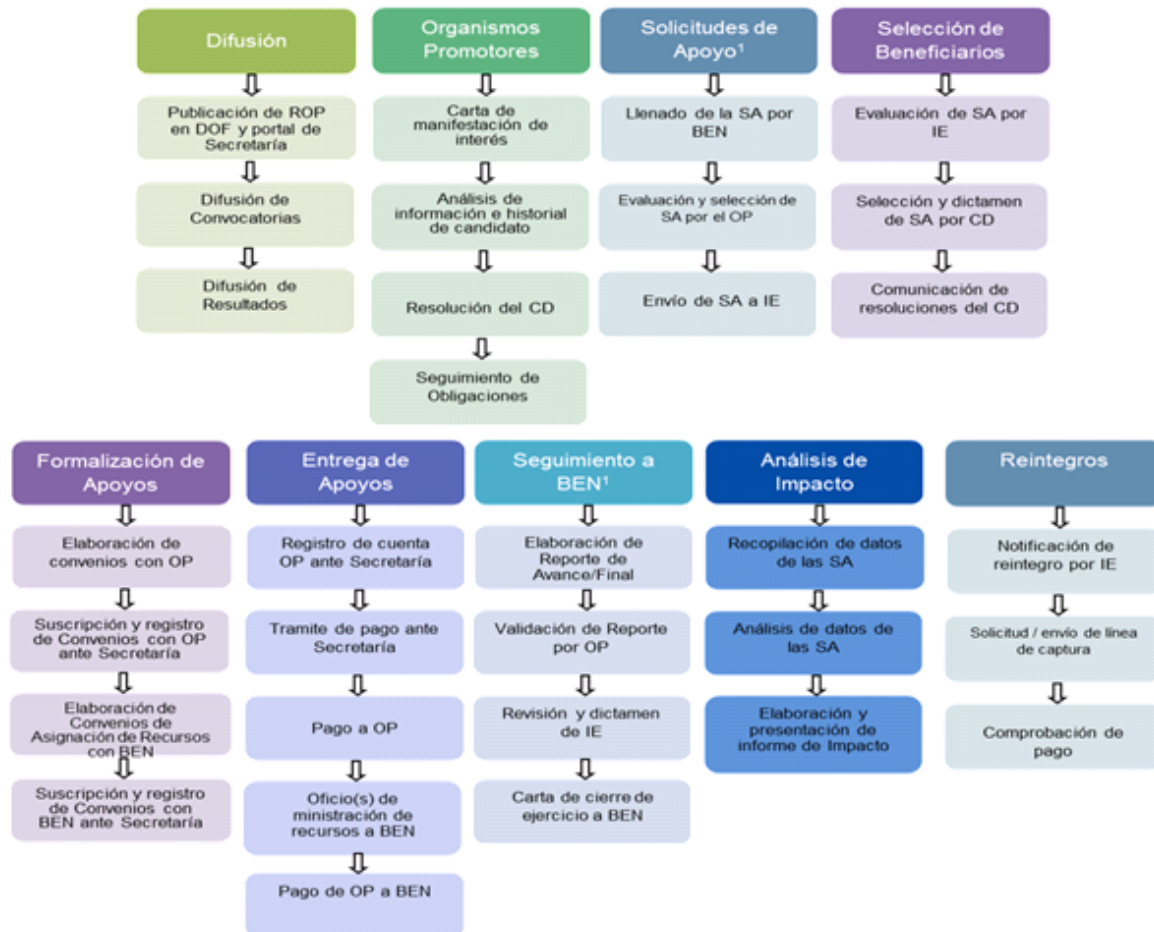 Difusión
Publicación de ROP
en DOF y portal de
Secretaría
Difusión de
Convocatorias
Difusión de
Resultados
Organismos
Promotores
Carta de
manifestación de
interés
Análisis de
información e historial
de candidato
Resolución del CD
Seguimiento de
Obligaciones
Solicitudes de
Apoyo¹
Llenado de la SA por
BEN
Evaluación y selección de
SA por el OP
Envío de SA a IE
Selección de
Beneficiarios
Evaluación de SA por
IE
Selección y dictamen
de SA por CD
Comunicación de
resoluciones del CD
Formalización de
Apoyos
Elaboración de
convenios con OP
Suscripción y registro
de Convenios con OP
ante Secretaría
Elaboración de
Convenios de
Asignación de Recursos
con BEN
Suscripción y registro
de Convenios con
BEN ante Secretaría
Entrega de
Apoyos
Registro de cuenta
OP ante Secretaría
Tramite de pago ante
Secretaría
Pago a OP
Oficio(s) de
ministración de
recursos a BEN
Pago de OP a BEN
Seguimiento a
BEN¹
Elaboración de
Reporte de
Avance/Final
Validación de Reporte
por OP
Revisión y dictamen
de IE
Carta de cierre de
ejercicio a BEN
Análisis de
Impacto
Recopilación de datos
de las SA
Análisis de datos de
las SA
Elaboración y
presentación de
informe de Impacto
Reintegros
Notificación de
reintegro por IE
Solicitud / envío de línea
de captura
Comprobación de
pago